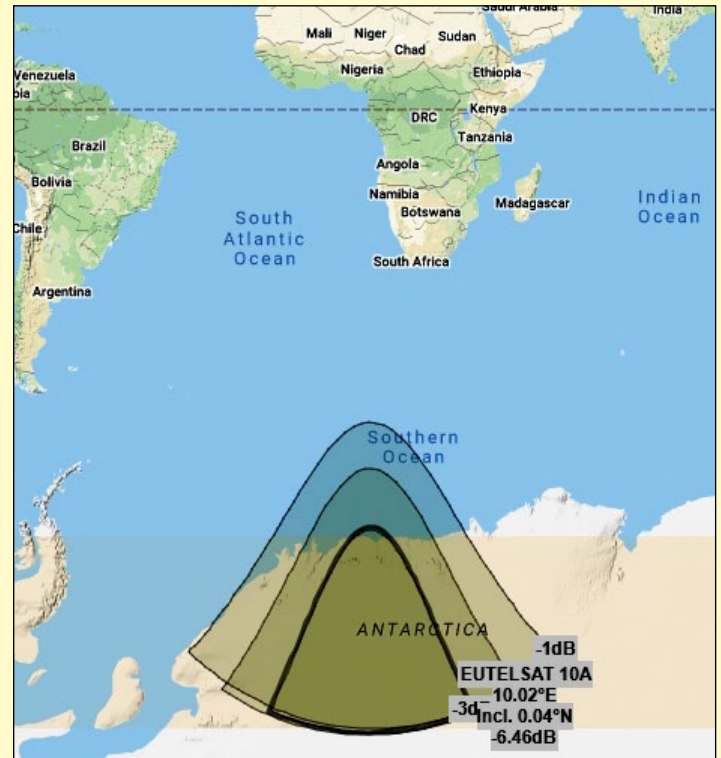 Saudi Arabia
India
Mali
Niger
Sudan
Chad
Nigeria
Ethiopia
Venezuela
bia
DRC
Kenya
Brazil
Tanzania
Angola
Bolivia
Namibia
Madagascar
Botswana
Indian
Ocean
South
Atlantic
Ocean
Chile
South Africa
Argentina
Southern
Ocean
ANTARCTICA
-1dB
EUTELSAT 10A
10.02°E
-3d
Incl. 0.04°N
-6.46dB